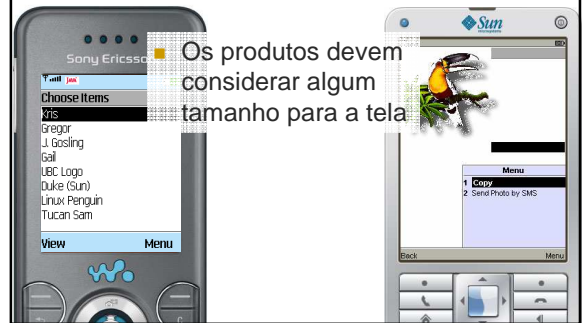 Sony Ericsson
Os produtos devem
considerar algum
tamanho para a tela
Choose Items
Kris
Gregor
J. Gosling
Gail
UBC Logo
Duke (Sun)
Linux Penguin
Tucan Sam
View Menu
Sun
Menu
1 Copy
2 Send Photo by SMS
Back Menu